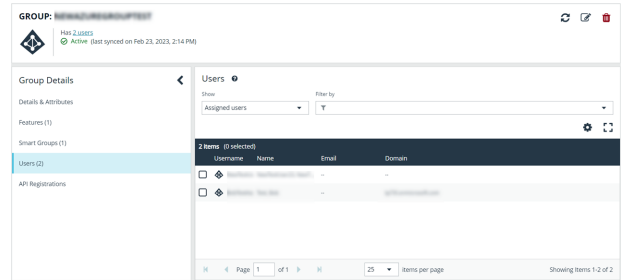 GROUP:
Has 2 users
Active (last synced on Feb 23, 2023, 2:14 PM)
Group Details
Details & Attributes
Features (1)
Smart Groups (1)
Users (2)
API Registrations
Users
Show
Filter by
Assigned users
2 Items (0 selected)
Username Name Email Domain
– –
–
Page 1 of 1
25 items per page
Showing Items 1-2 of 2